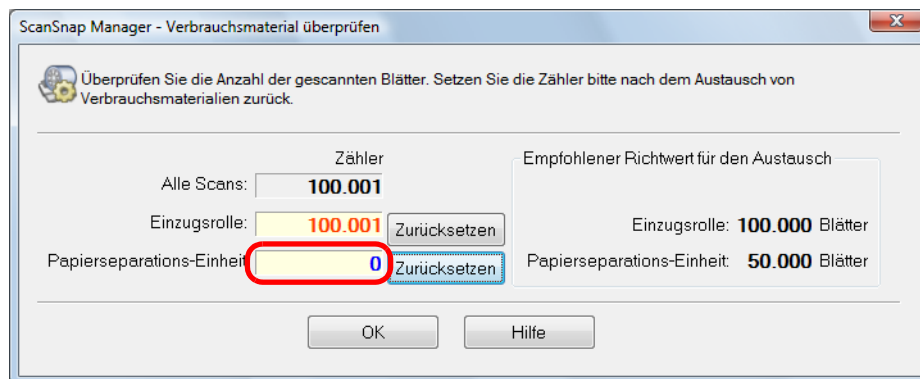 ScanSnap Manager - Verbrauchsmaterial überprüfen
Überprüfen Sie die Anzahl der gescannten Blätter. Setzen Sie die Zähler bitte nach dem Austausch von
Verbrauchsmaterialien zurück.
Zähler
Alle Scans: 100.001
Einzugsrolle: 100.001 Zurücksetzen
Papierseparations-Einheit 0 Zurücksetzen
Empfohlener Richtwert für den Austausch
Einzugsrolle: 100.000 Blätter
Papierseparations-Einheit: 50.000 Blätter
OK
Hilfe